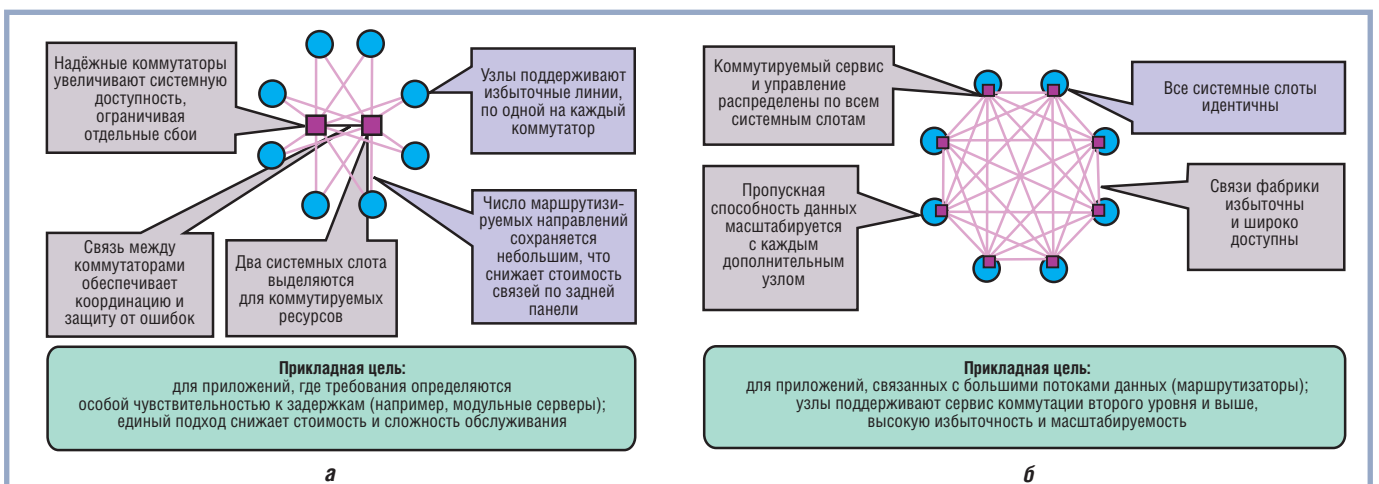 Надёжные коммутаторы
увеличивают системную
доступность,
ограничивая
отдельные сбои
Узлы поддерживают
избыточные линии,
по одной на каждый
коммутатор
Связь между
коммутаторами
обеспечивает
координацию и
защиту от ошибок
Два системных слота
выделяются
для коммутируемых
ресурсов
Число маршрутизи-
руемых направлений
сохраняется
небольшим, что
снижает стоимость
связей по задней
панели
Прикладная цель:
для приложений, где требования определяются
особой чувствительностью к задержкам (например, модульные серверы);
единый подход снижает стоимость и сложность обслуживания
а
Коммутируемый сервис
и управление
распределены по всем
системным слотам
Все системные слоты
идентичны
Пропускная
способность данных
масштабируется
с каждым
дополнительным
узлом
Связи фабрики
избыточны
и широко
доступны
Прикладная цель:
для приложений, связанных с большими потоками данных (маршрутизаторы);
узлы поддерживают сервис коммутации второго уровня и выше,
высокую избыточность и масштабируемость
б